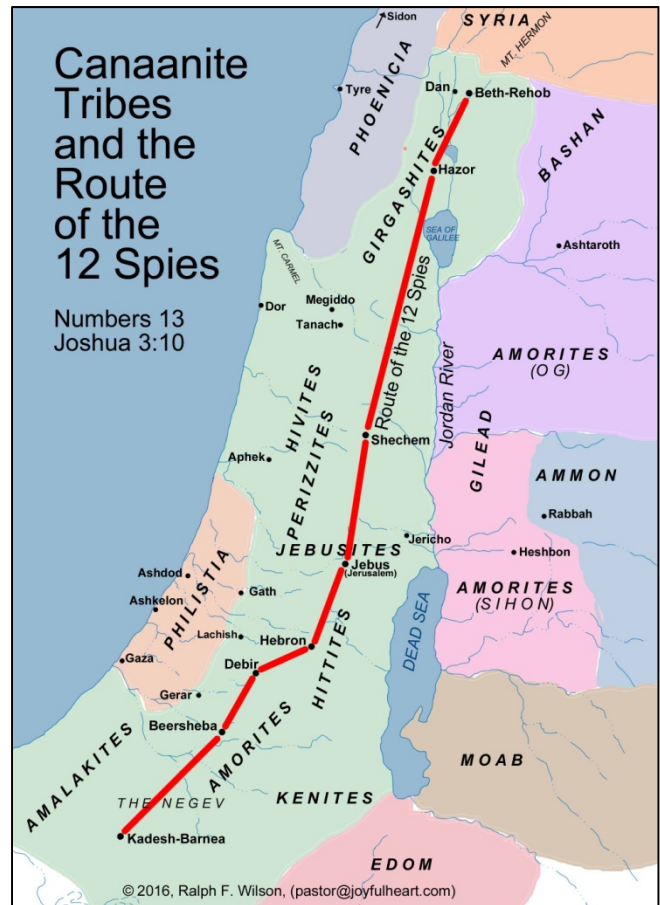 Canaanite
Tribes
and the
Route
of the
12 Spies
Numbers 13
Joshua 3:10
Sidon
SYRIA
MT. HERMON
Tyre
PHOENICIA
Dan
Beth-Rehob
BASHAN
GIRGASHITES
Hazor
SEA OF
GALILEE
Ashtaroth
MT. CARMEL
Dor
Megiddo
Tanach
Route of the 12 Spies
Jordan River
AMORITES
(OG)
HIVITES
PERIZZITES
Shechem
GILEAD
Aphek
AMMON
Rabbah
JEBUSITES
Jericho
Jebus
(Jerusalem)
Heshbon
AMORITES
(SIHON)
Ashdod
Ashkelon
PHILISTIA
Gath
Lachish
Hebron
HITTITES
DEAD SEA
Gaza
Debir
Gerar
Beersheba
AMORITES
MOAB
AMALAKITES
THE NEGEV
KENITES
Kadesh-Barnea
EDOM
© 2016, Ralph F. Wilson, (pastor@joyfulheart.com)